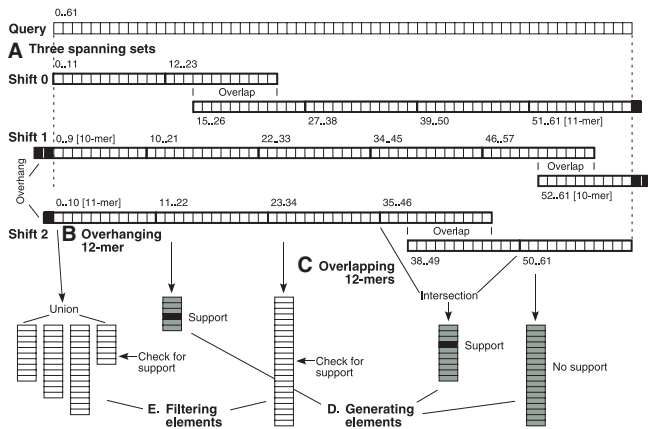 0..61
Query
A Three spanning sets
0..11
12..23
Shift 0
Overlap
15..26
27..38
39..50
51..61 [11-mer]
Shift 1
0..9 [10-mer]
10..21
22..33
34..45
46..57
Overlap
52..61 [10-mer]
Overhang
0..10 [11-mer]
11..22
23.34
35..46
Shift 2
B Overhanging
12-mer
Overlap
38..49
50..61
C Overlapping
12-mers
Union
Intersection
Support
Support
Check for
support
Check for
support
No support
E. Filtering
elements
D. Generating
elements